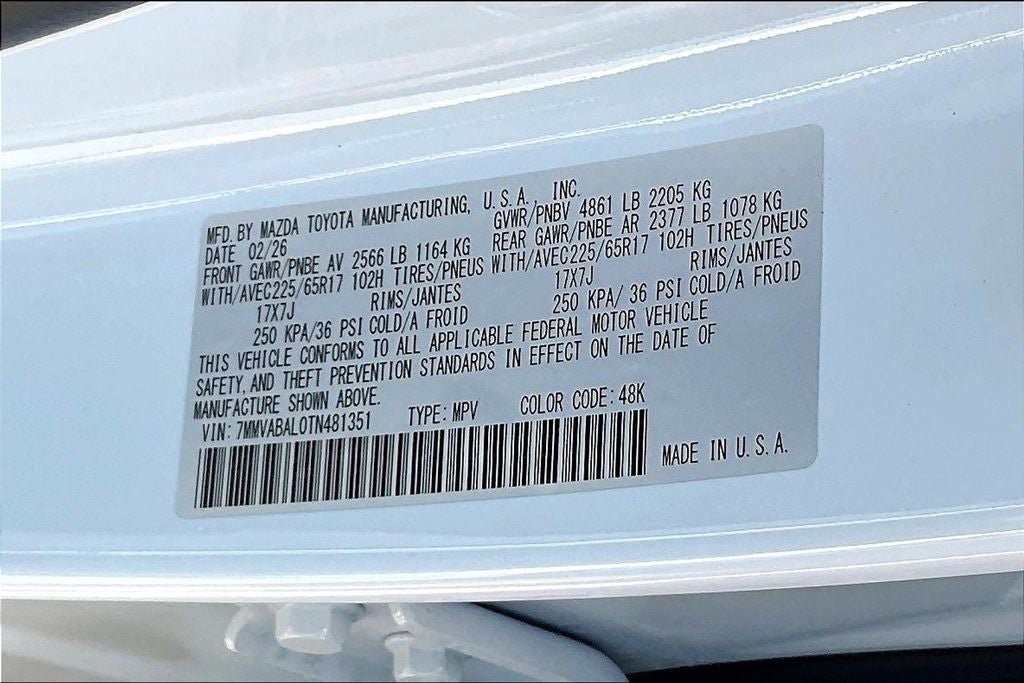 MFD. BY MAZDA TOYOTA MANUFACTURING, U.S.A., INC.
DATE 02/26 GVWR/PNBV 4861 LB 2205 KG
FRONT GAWR/PNBE AV 2566 LB 1164 KG REAR GAWR/PNBE AR 2377 LB 1078 KG
WITH/AVEC225/65R17 102H TIRES/PNEUS WITH/AVEC225/65R17 102H TIRES/PNEUS
17X7J RIMS/JANTES 17X7J RIMS/JANTES
250 KPA/36 PSI COLD/A FROID 250 KPA/ 36 PSI COLD/A FROID
THIS VEHICLE CONFORMS TO ALL APPLICABLE FEDERAL MOTOR VEHICLE
SAFETY, AND THEFT PREVENTION STANDARDS IN EFFECT ON THE DATE OF
MANUFACTURE SHOWN ABOVE.
VIN: 7MMVABAL0TN481351 TYPE: MPV COLOR CODE: 48K
MADE IN U.S.A.